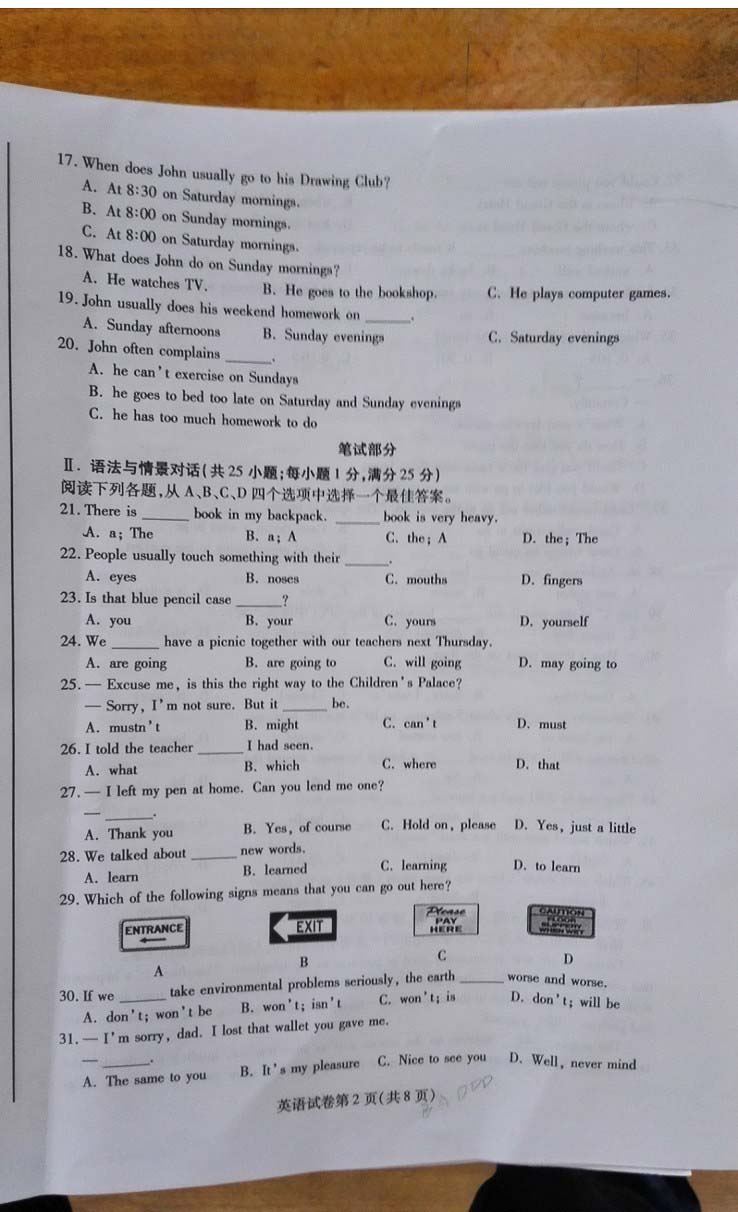 17. When does John usually go to his Drawing Club?
A. At 8:30 on Saturday mornings.
B. At 8:00 on Sunday mornings.
C. At 8:00 on Saturday mornings.
18. What does John do on Sunday mornings?
A. He watches TV. B. He goes to the bookshop. C. He plays computer games.
19. John usually does his weekend homework on ______.
A. Sunday afternoons B. Sunday evenings C. Saturday evenings
20. John often complains ______.
A. he can't exercise on Sundays
B. he goes to bed too late on Saturday and Sunday evenings
C. he has too much homework to do
笔试部分
Ⅱ. 语法与情景对话(共 25 小题;每小题 1 分,满分 25 分)
阅读下列各题,从 A、B、C、D 四个选项中选择一个最佳答案。
21. There is ______ book in my backpack. ______ book is very heavy.
A. a; The B. a; A C. the; A D. the; The
22. People usually touch something with their ______.
A. eyes B. noses C. mouths D. fingers
23. Is that blue pencil case ______?
A. you B. your C. yours D. yourself
24. We ______ have a picnic together with our teachers next Thursday.
A. are going B. are going to C. will going D. may going to
25. — Excuse me, is this the right way to the Children's Palace?
— Sorry, I'm not sure. But it ______ be.
A. mustn't B. might C. can't D. must
26. I told the teacher ______ I had seen.
A. what B. which C. where D. that
27. — I left my pen at home. Can you lend me one?
— ______.
A. Thank you B. Yes, of course C. Hold on, please D. Yes, just a little
28. We talked about ______ new words.
A. learn B. learned C. learning D. to learn
29. Which of the following signs means that you can go out here?
ENTRANCE EXIT Please PAY HERE CAUTION FLOOR SLIPPERY WHEN WET
A B C D
30. If we ______ take environmental problems seriously, the earth ______ worse and worse.
A. don't; won't be B. won't; isn't C. won't; is D. don't; will be
31. — I'm sorry, dad. I lost that wallet you gave me.
— ______.
A. The same to you B. It's my pleasure C. Nice to see you D. Well, never mind
英语试卷第 2 页(共 8 页)